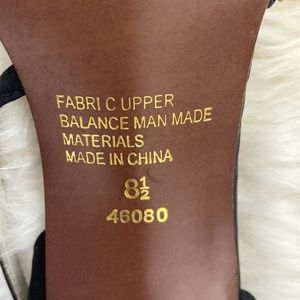 FABRI C UPPER
BALANCE MAN MADE
MATERIALS
MADE IN CHINA
8½
46080